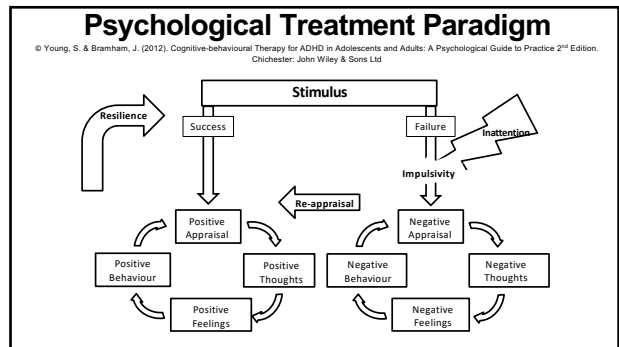 Psychological Treatment Paradigm
© Young, S. & Bramham, J. (2012). Cognitive-behavioural Therapy for ADHD in Adolescents and Adults: A Psychological Guide to Practice 2nd Edition.
Chichester: John Wiley & Sons Ltd
Stimulus
Resilience
Success
Failure
Inattention
Impulsivity
Re-appraisal
Positive
Appraisal
Negative
Appraisal
Positive
Behaviour
Positive
Thoughts
Negative
Behaviour
Negative
Thoughts
Positive
Feelings
Negative
Feelings